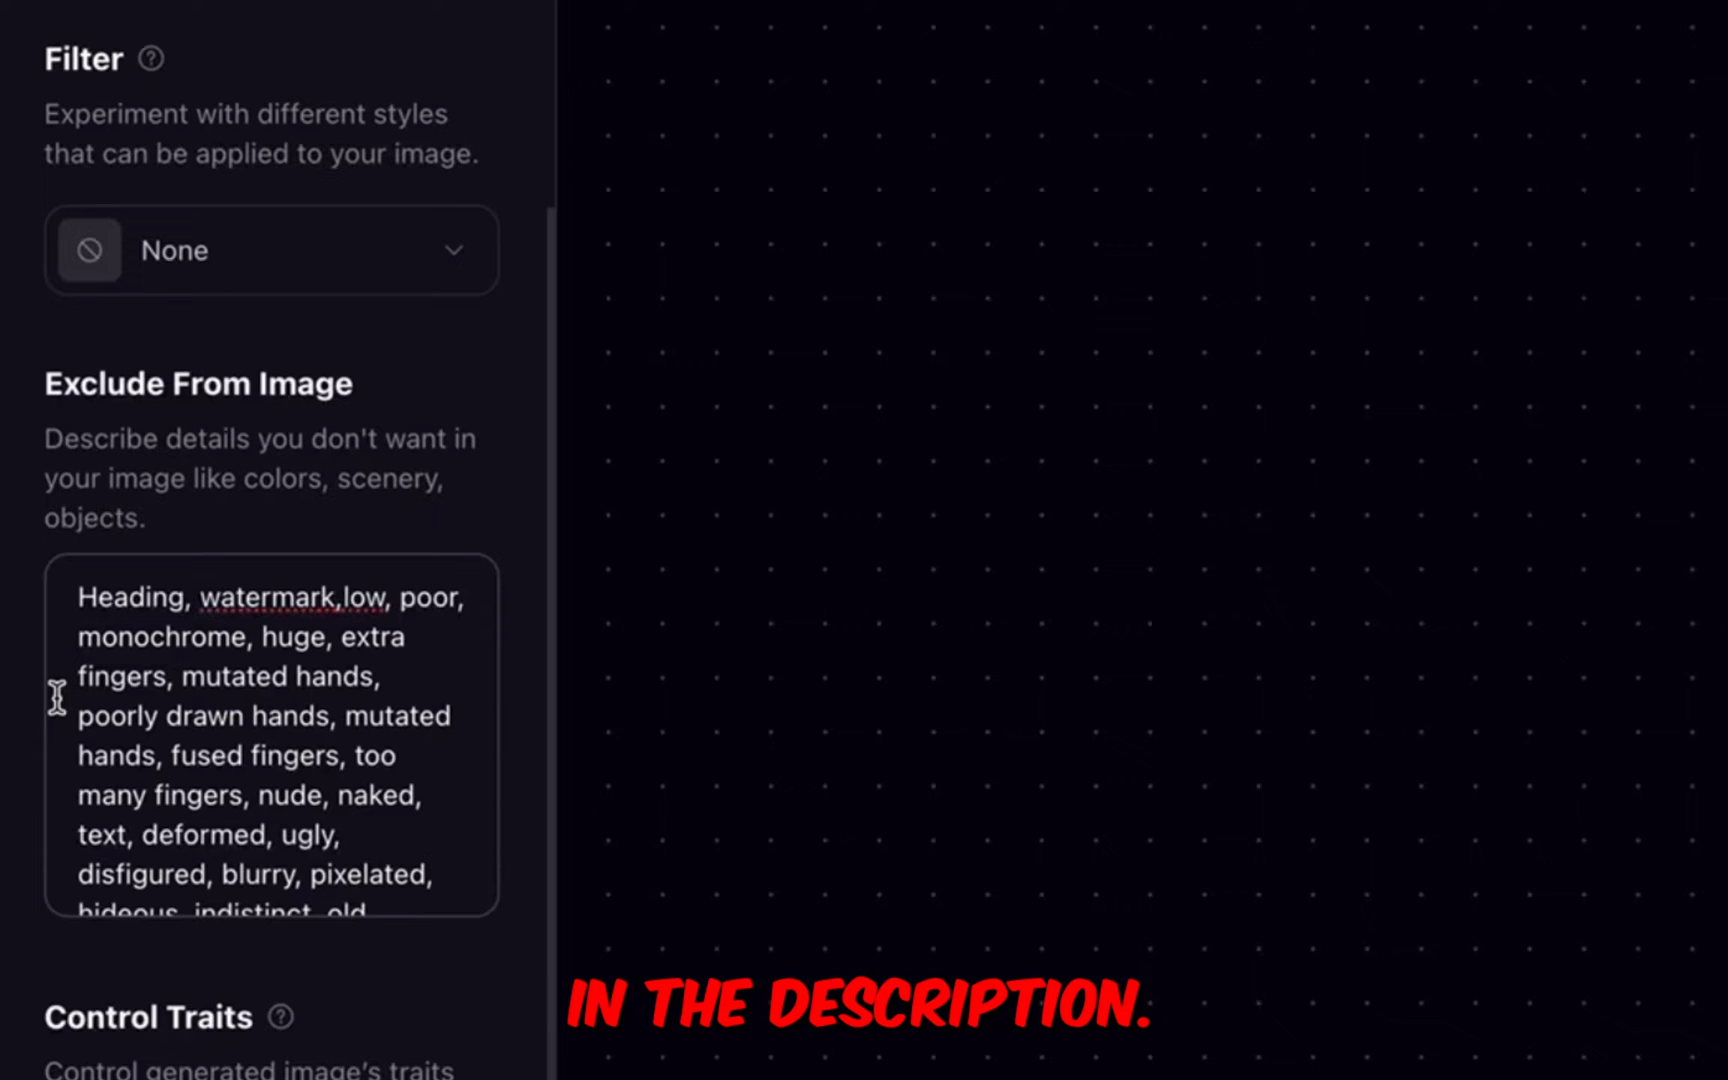 Filter
Experiment with different styles
that can be applied to your image.
None
Exclude From Image
Describe details you don't want in
your image like colors, scenery,
objects.
Heading, watermark,low, poor,
monochrome, huge, extra
fingers, mutated hands,
poorly drawn hands, mutated
hands, fused fingers, too
many fingers, nude, naked,
text, deformed, ugly,
disfigured, blurry, pixelated,
hideous, indistinct, old
Control Traits
Control generated image's traits
IN THE DESCRIPTION.